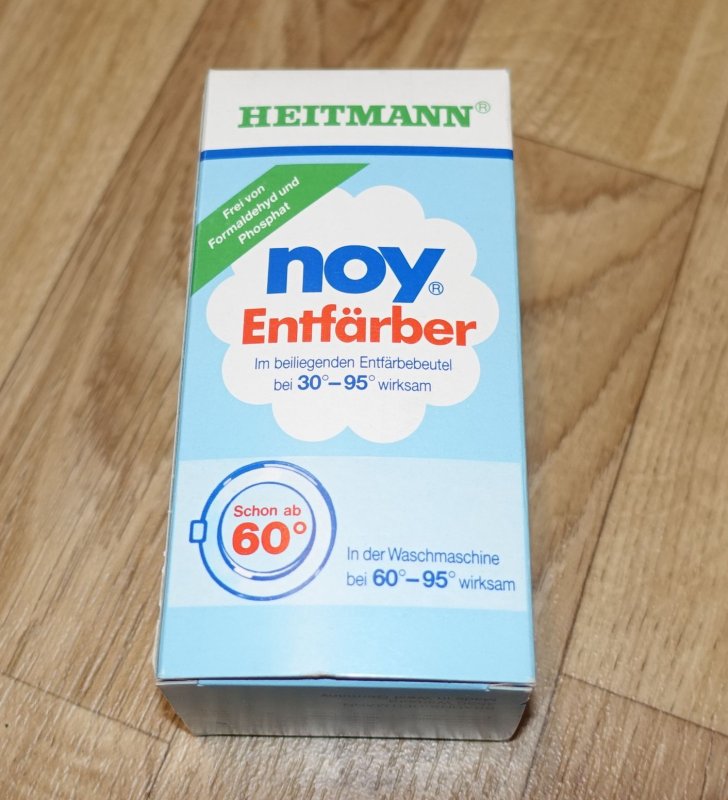 HEITMANN®
Frei von
Formaldehyd und
Phosphat
noy®
Entfärber
Im beiliegenden Entfärbebeutel
bei 30°–95° wirksam
Schon ab
60°
In der Waschmaschine
bei 60°–95° wirksam